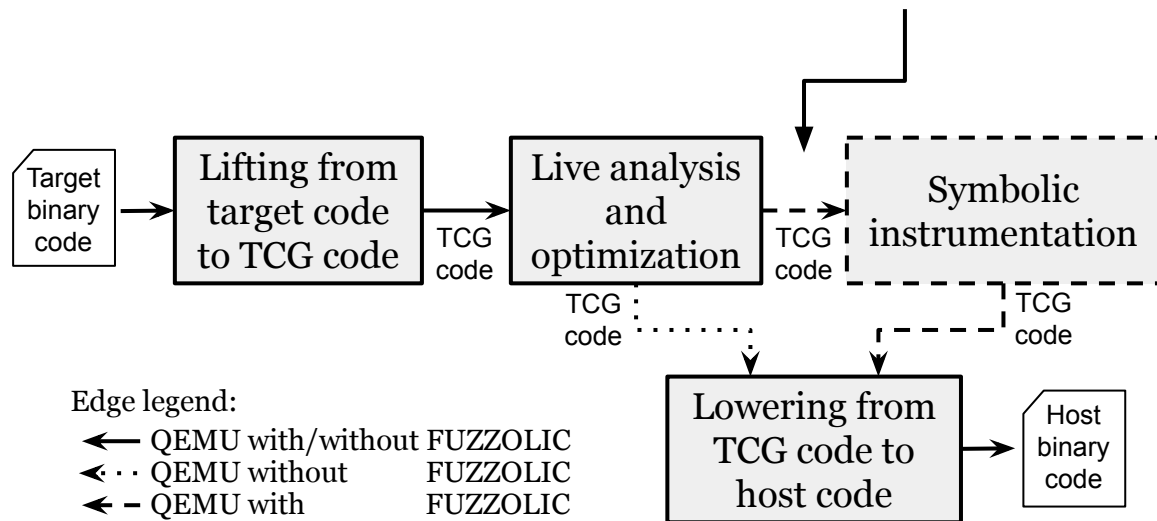 Target
binary
code
Lifting from
target code
to TCG code
TCG
code
Live analysis
and
optimization
TCG
code
Symbolic
instrumentation
TCG
code
TCG
code
Lowering from
TCG code to
host code
Host
binary
code
Edge legend:
QEMU with/without FUZZOLIC
QEMU without FUZZOLIC
QEMU with FUZZOLIC